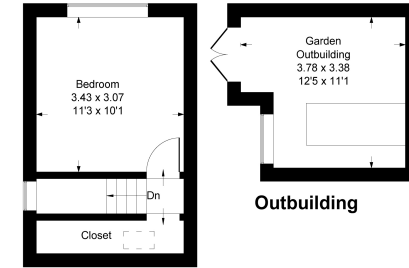 Bedroom
3.43 x 3.07
11'3 x 10'1
Dn
Closet
Garden
Outbuilding
3.78 x 3.38
12'5 x 11'1
Outbuilding